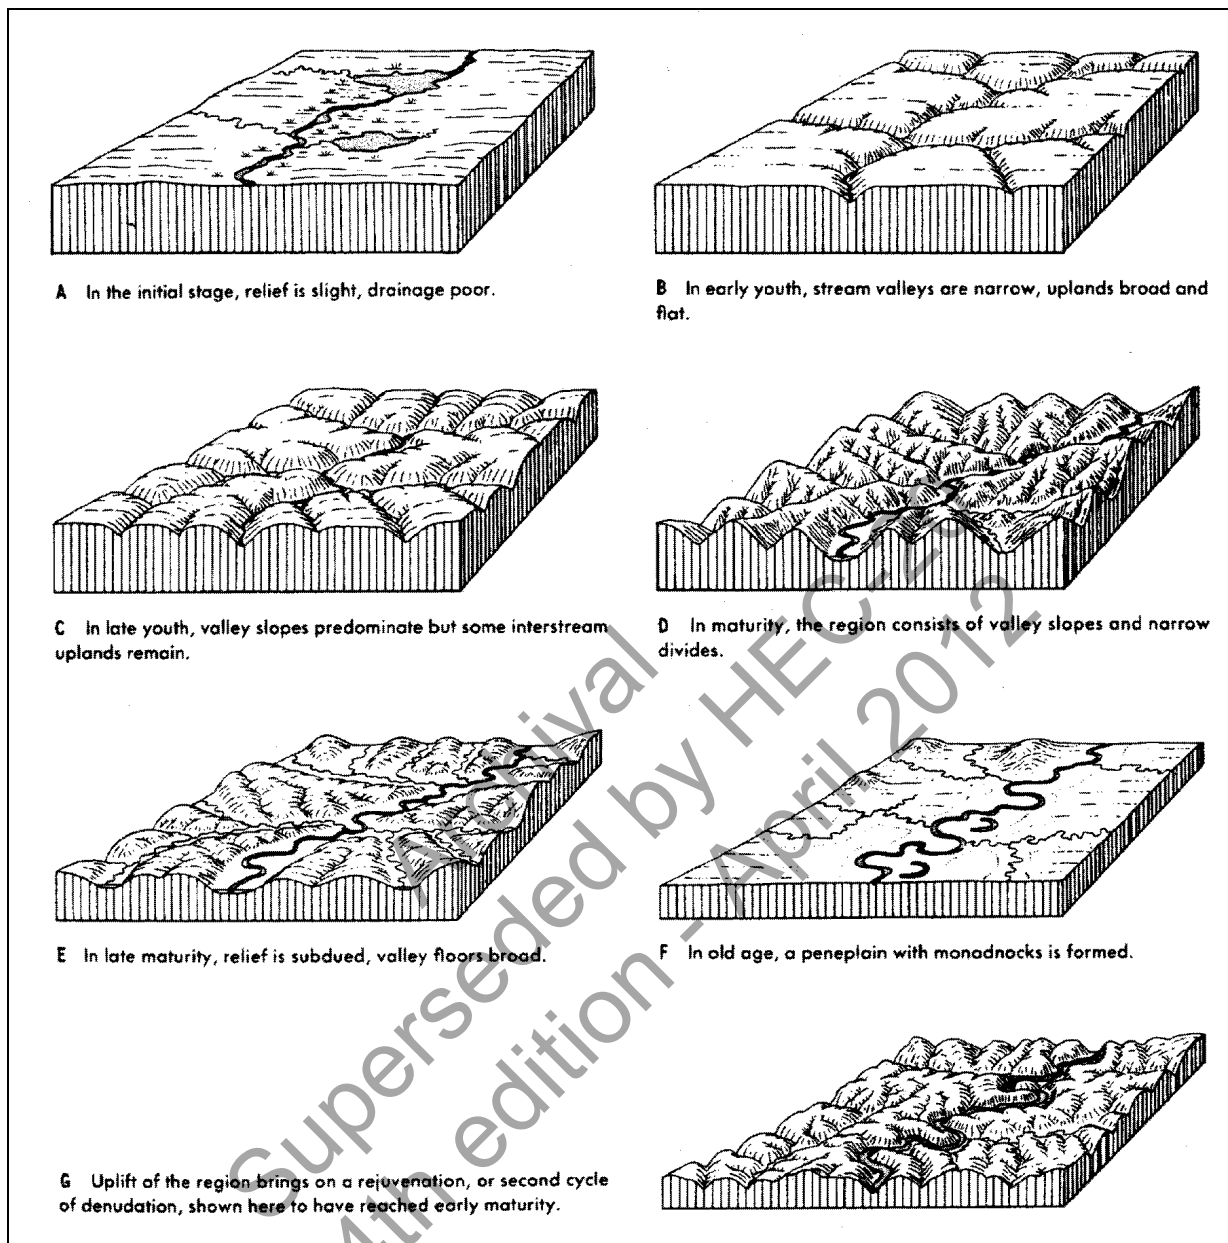 A In the initial stage, relief is slight, drainage poor.
B In early youth, stream valleys are narrow, uplands broad and
flat.
C In late youth, valley slopes predominate but some interstream
uplands remain.
D In maturity, the region consists of valley slopes and narrow
divides.
E In late maturity, relief is subdued, valley floors broad.
F In old age, a peneplain with monadnocks is formed.
G Uplift of the region brings on a rejuvenation, or second cycle
of denudation, shown here to have reached early maturity.
Archival
Superseded by HEC-20
4th edition - April 2012